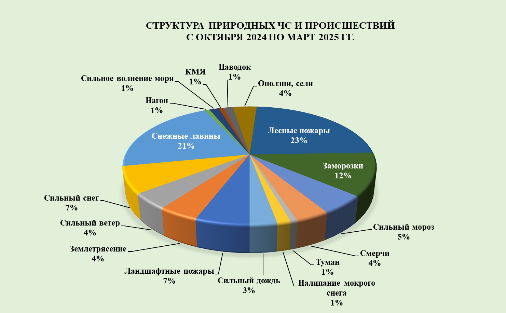 СТРУКТУРА ПРИРОДНЫХ ЧС И ПРОИСШЕСТВИЙ
С ОКТЯБРЯ 2024 ПО МАРТ 2025 ГГ.
Лесные пожары
23%
Заморозки
12%
Сильный мороз
5%
Смерчи
4%
Туман
1%
Налипание мокрого
снега
1%
Сильный дождь
3%
Ландшафтные пожары
7%
Землетрясение
4%
Сильный ветер
4%
Сильный снег
7%
Снежные лавины
21%
Нагон
1%
Сильное волнение моря
1%
КМЯ
1%
Паводок
1%
Оползни, сели
4%